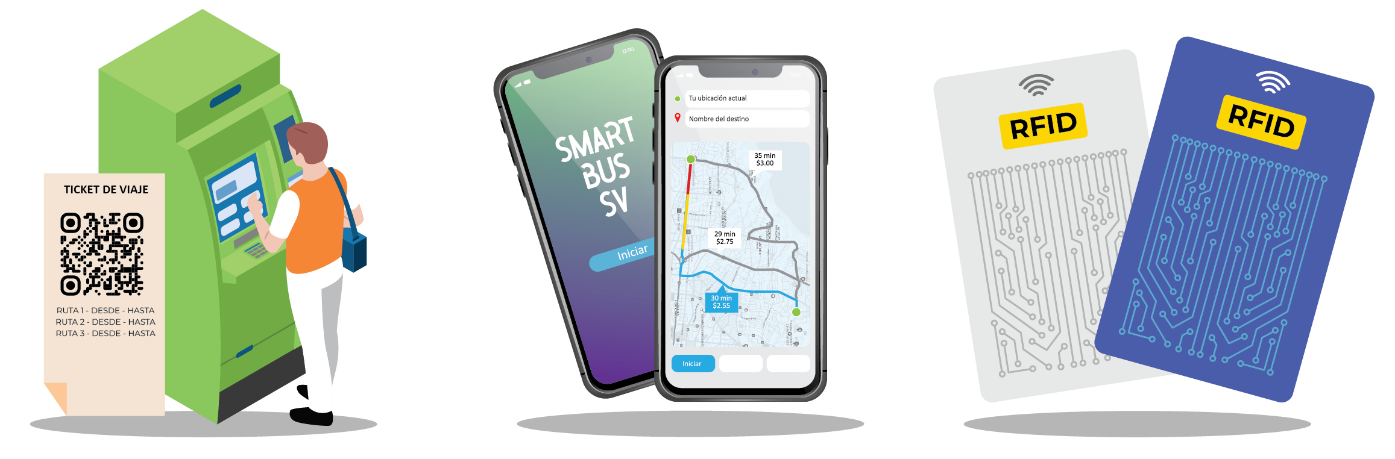 TICKET DE VIAJE
RUTA 1 - DESDE - HASTA
RUTA 2 - DESDE - HASTA
RUTA 3 - DESDE - HASTA
SMART
BUS
SV
Iniciar
Tu ubicación actual
Nombre del destino
35 min
$3.00
29 min
$2.75
30 min
$2.55
Iniciar
RFID
RFID